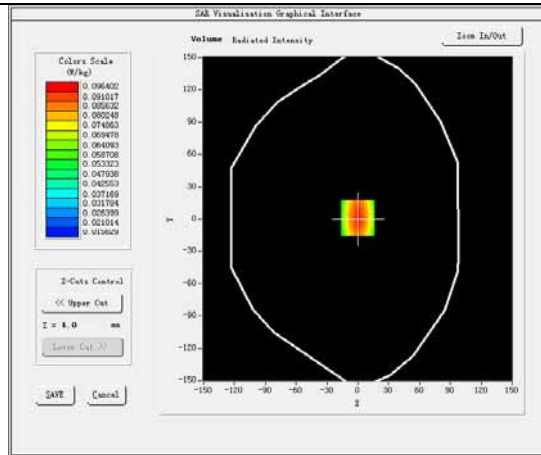 SAR Visualisation Graphical Interface
Volume Radiated Intensity
Zoom In/Out
Colors Scale
(W/kg)
0.096402
0.091017
0.085632
0.080248
0.074863
0.069478
0.064093
0.058708
0.053323
0.047938
0.042553
0.037169
0.031784
0.026399
0.021014
0.015629
Z-Cuts Control
<< Upper Cut
Z = 4.0 mm
Lower Cut >>
SAVE Cancel
150
120
90
60
30
0
-30
-60
-90
-120
-150
Y
-150 -120 -90 -60 -30 0 30 60 90 120 150
X